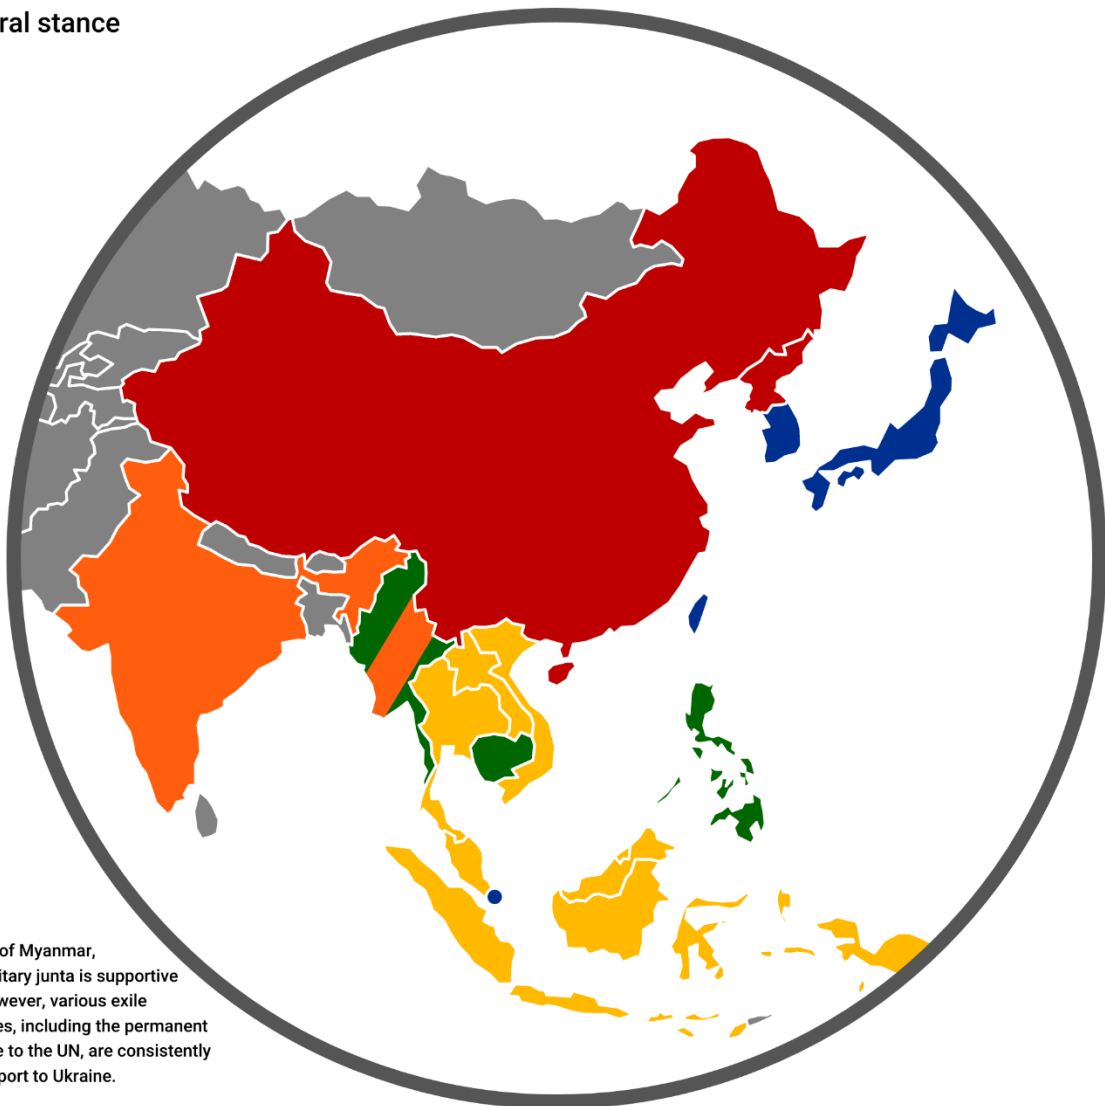 ral stance
of Myanmar,
itary junta is supportive
wever, various exile
es, including the permanent
e to the UN, are consistently
port to Ukraine.